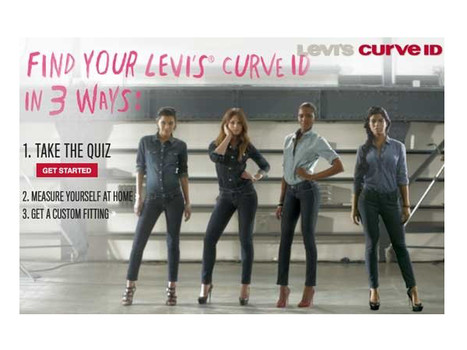 FIND YOUR LEVI'S® CURVE ID
IN 3 WAYS:
Levi's CURVE ID
1. TAKE THE QUIZ
GET STARTED
2. MEASURE YOURSELF AT HOME
3. GET A CUSTOM FITTING